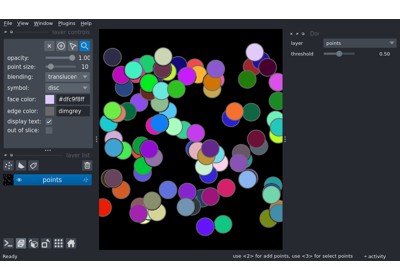 File View Window Plugins Help
layer controls
opacity: 1.00
point size: 10
blending: translucen
symbol: disc
face color: #dfc9f8ff
edge color: dimgrey
display text:
out of slice:
layer list
points
layer points
threshold 0.50
Ready use <2> for add points, use <3> for select points activity